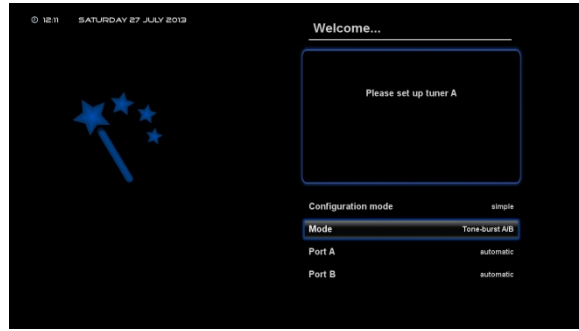 12:11 SATURDAY 27 JULY 2013
Welcome...
Please set up tuner A
Configuration mode simple
Mode Tone-burst A/B
Port A automatic
Port B automatic